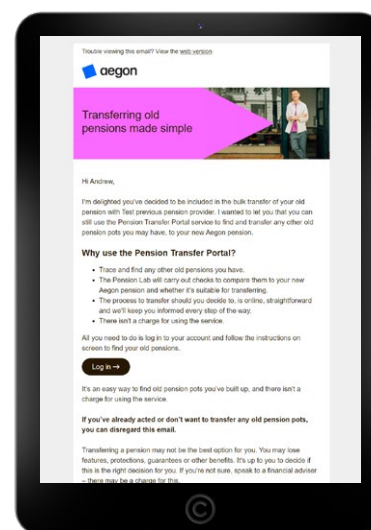 Trouble viewing this email? View the web version
aegon
Transferring old
pensions made simple
Hi Andrew,
I'm delighted you've decided to be included in the bulk transfer of your old
pension with Test previous pension provider. I wanted to let you that you can
still use the Pension Transfer Portal service to find and transfer any other old
pension pots you may have, to your new Aegon pension.
Why use the Pension Transfer Portal?
• Trace and find any other old pensions you have.
• The Pension Lab will carry out checks to compare them to your new
Aegon pension and whether it's suitable for transferring.
• The process to transfer should you decide to, is online, straightforward
and we'll keep you informed every step of the way.
• There isn't a charge for using the service.
All you need to do is log in to your account and follow the instructions on
screen to find your old pensions.
Log in →
It's an easy way to find old pension pots you've built up, and there isn't a
charge for using the service.
If you've already acted or don't want to transfer any old pension pots,
you can disregard this email.
Transferring a pension may not be the best option for you. You may lose
features, protections, guarantees or other benefits. It's up to you to decide if
this is the right decision for you. If you're not sure, speak to a financial adviser
– there may be a charge for this.
©